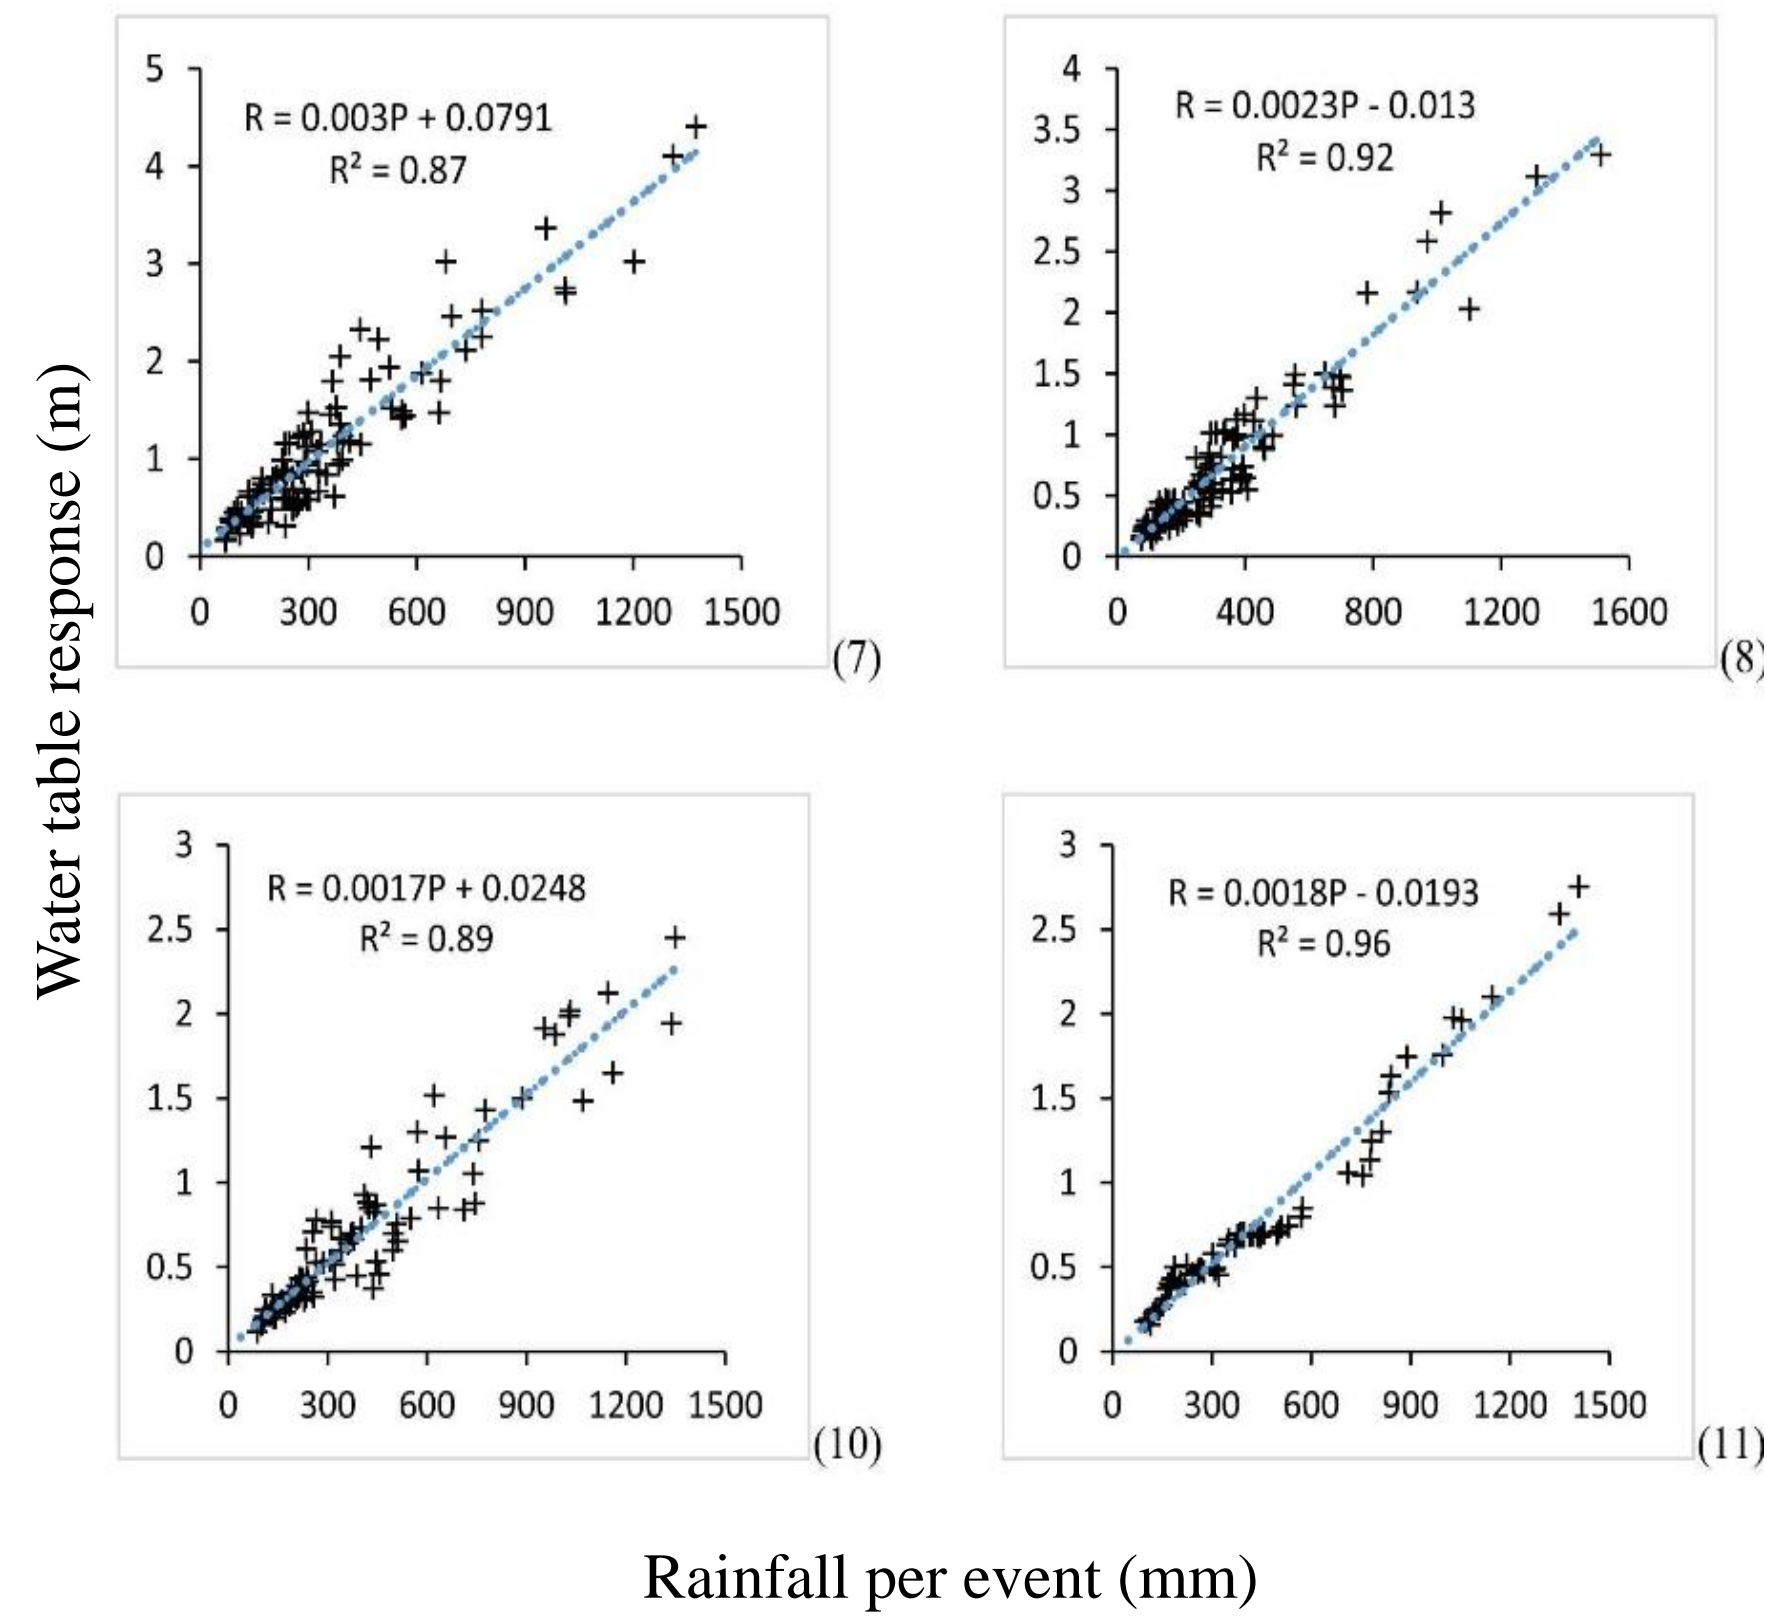 Water table response (m)
5
4
3
2
1
0
R = 0.003P + 0.0791
R² = 0.87
0 300 600 900 1200 1500
(7)
4
3.5
3
2.5
2
1.5
1
0.5
0
R = 0.0023P - 0.013
R² = 0.92
0 400 800 1200 1600
(8)
3
2.5
2
1.5
1
0.5
0
R = 0.0017P + 0.0248
R² = 0.89
0 300 600 900 1200 1500
(10)
3
2.5
2
1.5
1
0.5
0
R = 0.0018P - 0.0193
R² = 0.96
0 300 600 900 1200 1500
(11)
Rainfall per event (mm)